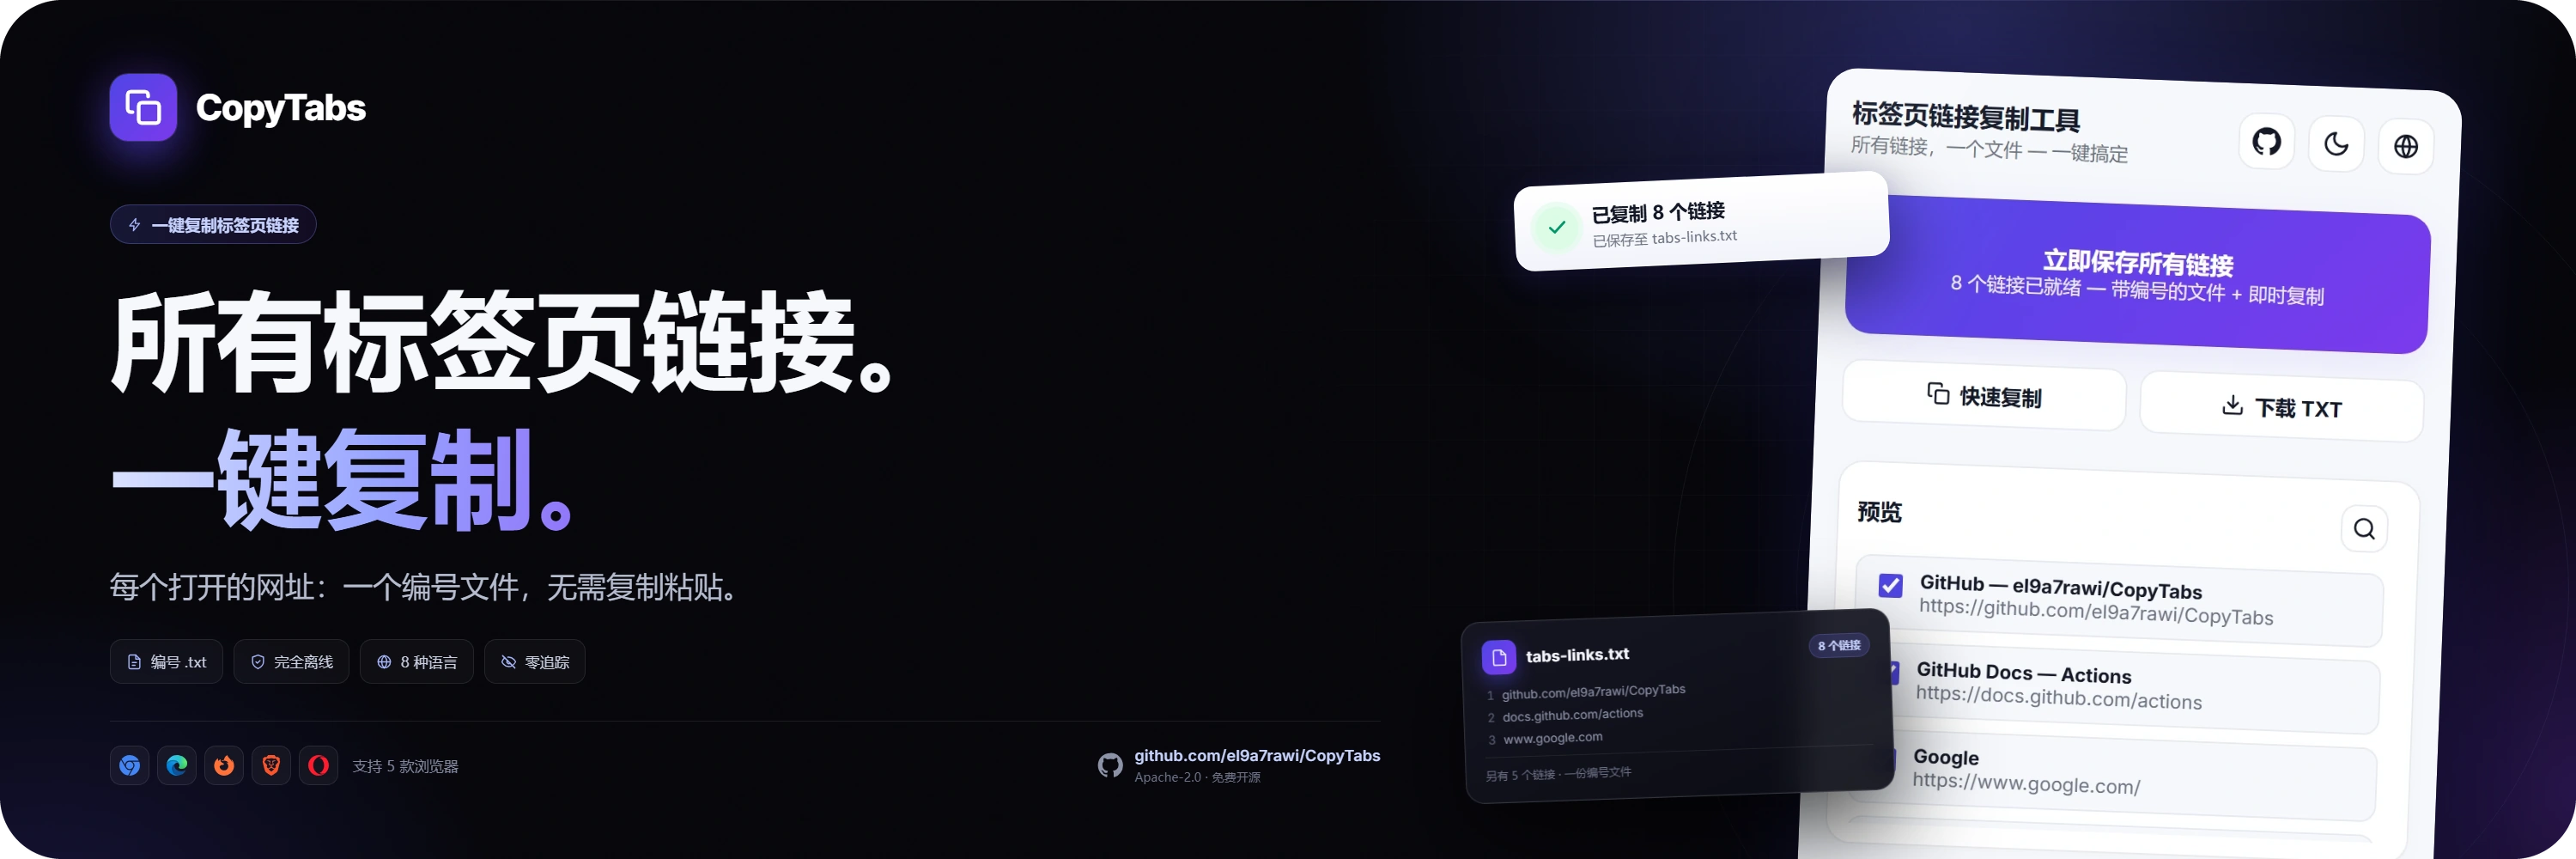 CopyTabs
一键复制标签页链接
所有标签页链接。
一键复制。
每个打开的网址：一个编号文件，无需复制粘贴。
编号 .txt
完全离线
8 种语言
零追踪
支持 5 款浏览器
github.com/el9a7rawi/CopyTabs
Apache-2.0 · 免费开源
已复制 8 个链接
已保存至 tabs-links.txt
tabs-links.txt
8 个链接
1 github.com/el9a7rawi/CopyTabs
2 docs.github.com/actions
3 www.google.com
另有 5 个链接 · 一份编号文件
标签页链接复制工具
所有链接，一个文件 — 一键搞定
立即保存所有链接
8 个链接已就绪 — 带编号的文件 + 即时复制
快速复制
下载 TXT
预览
GitHub — el9a7rawi/CopyTabs
https://github.com/el9a7rawi/CopyTabs
GitHub Docs — Actions
https://docs.github.com/actions
Google
https://www.google.com/